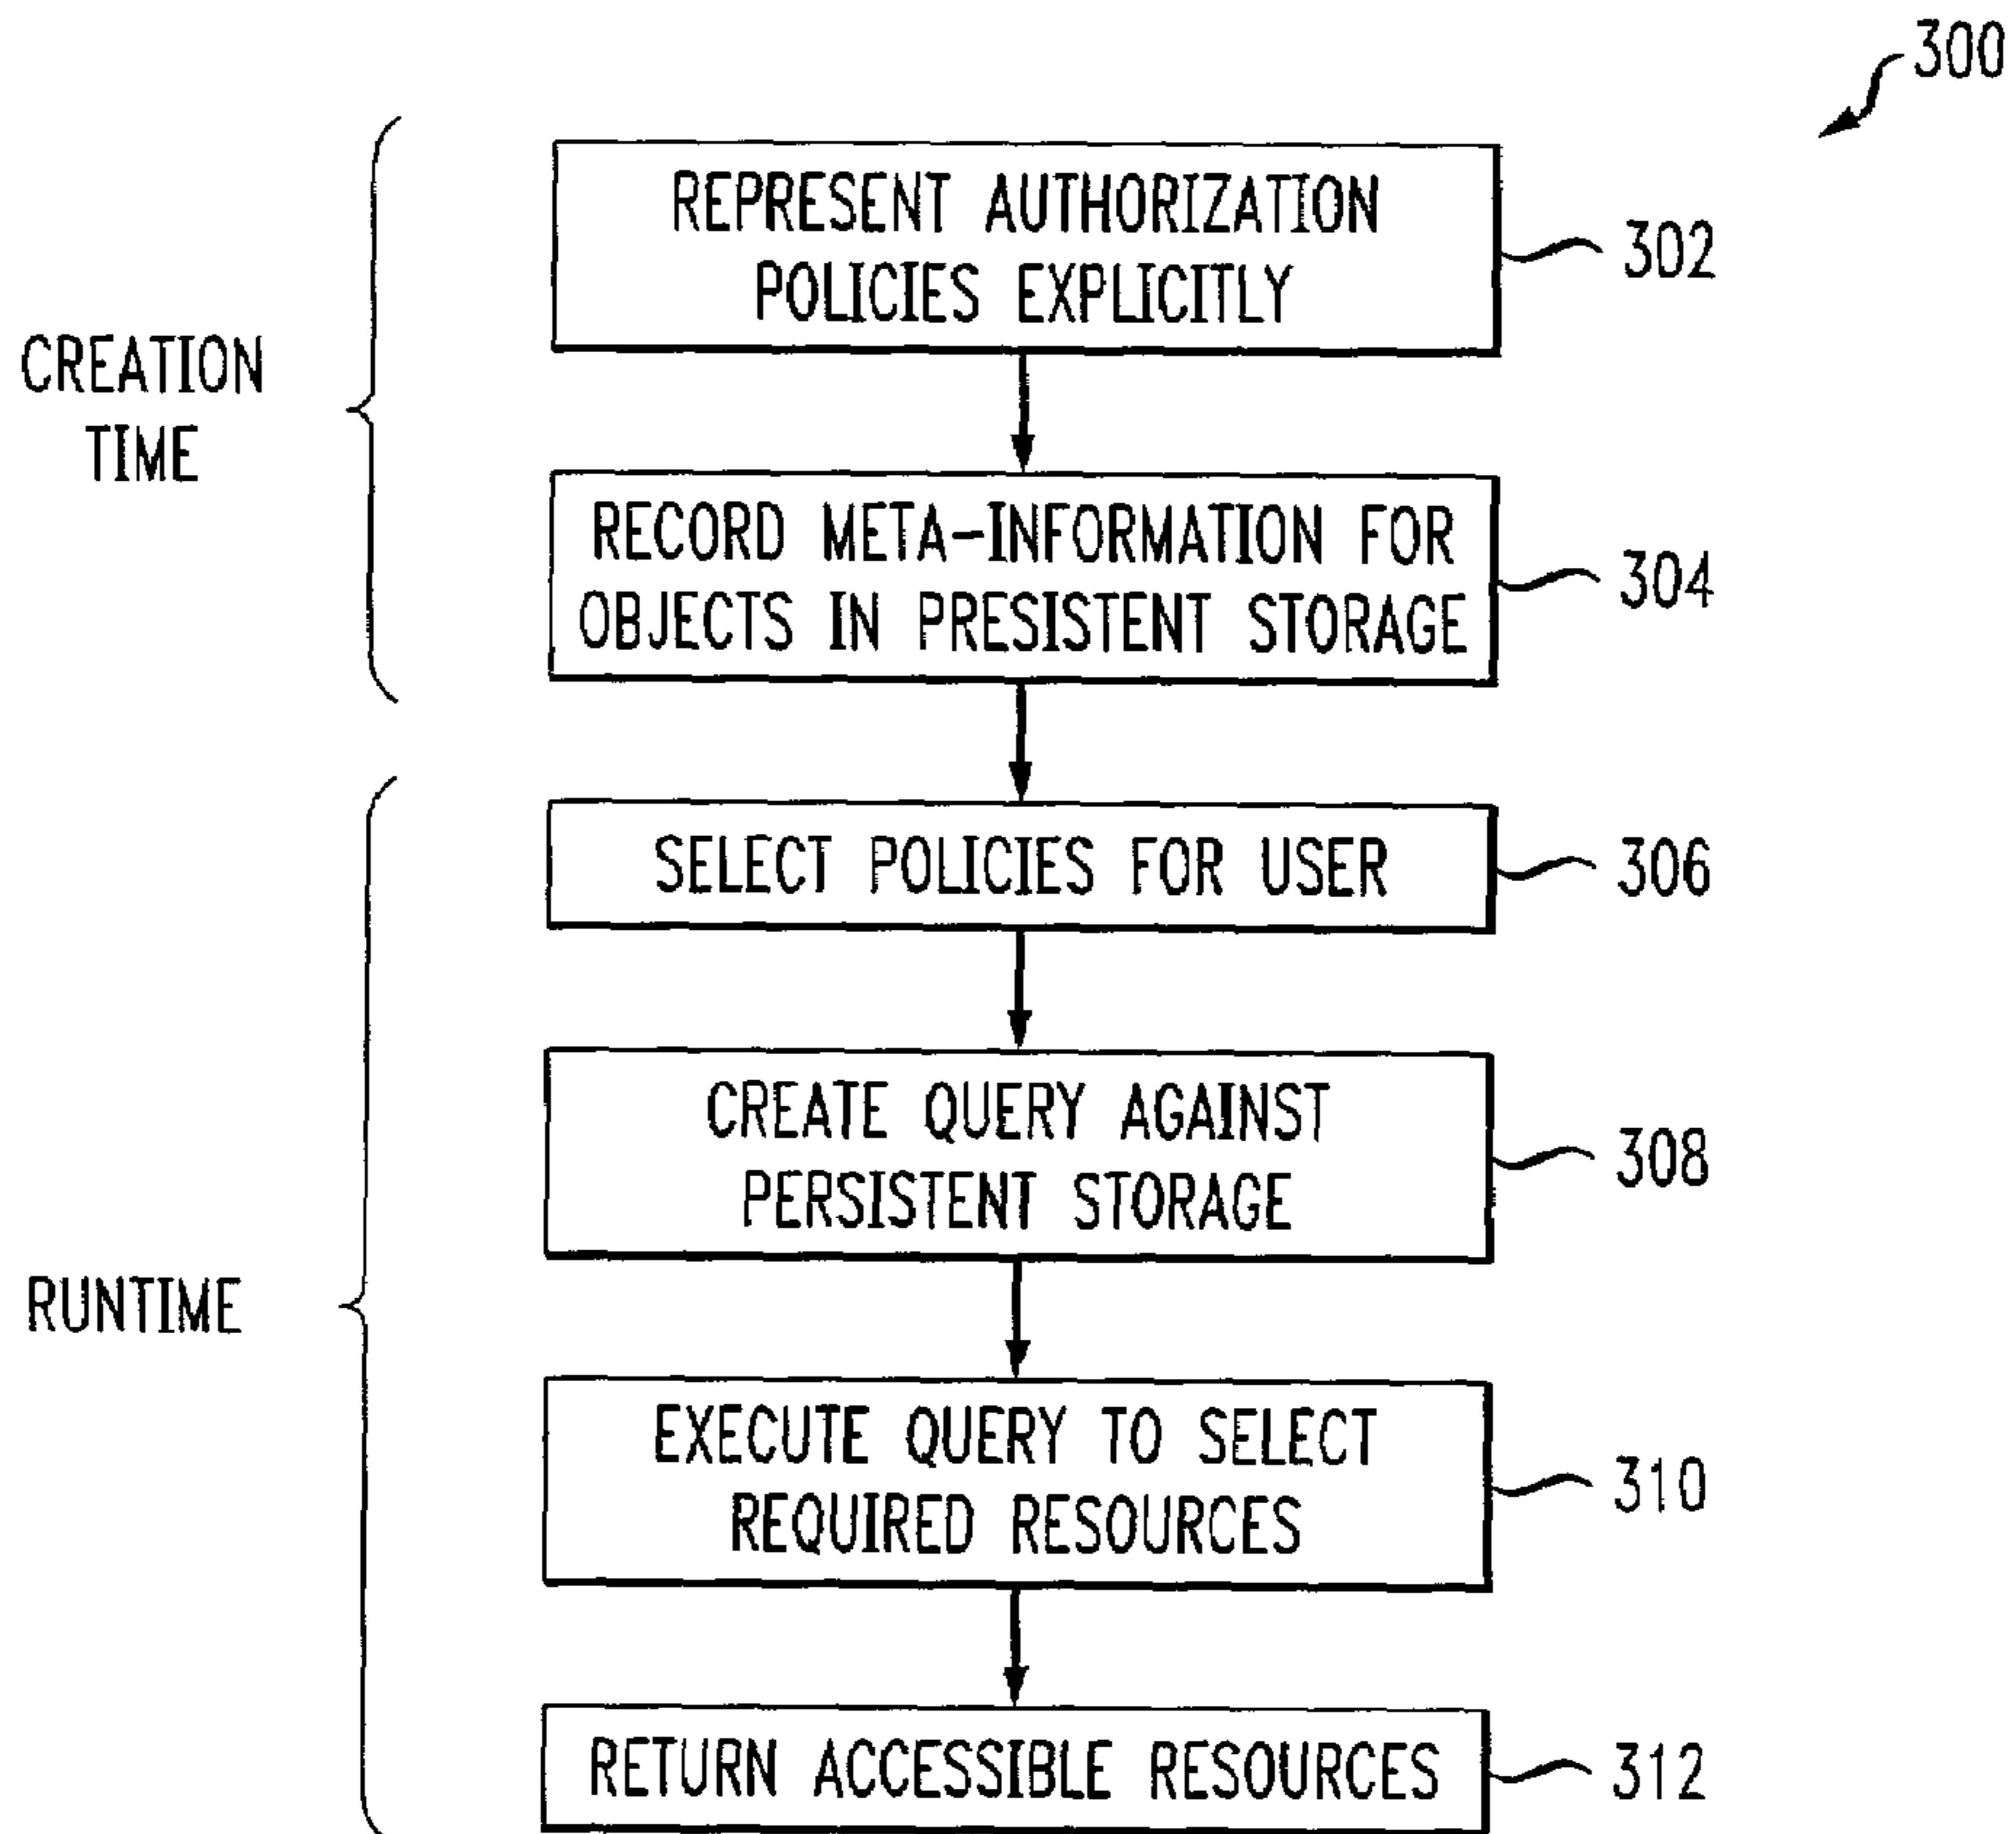 300
REPRESENT AUTHORIZATION
POLICIES EXPLICITLY
302
CREATION
TIME
RECORD META-INFORMATION FOR
OBJECTS IN PRESISTENT STORAGE
304
SELECT POLICIES FOR USER
306
CREATE QUERY AGAINST
PERSISTENT STORAGE
308
RUNTIME
EXECUTE QUERY TO SELECT
REQUIRED RESOURCES
310
RETURN ACCESSIBLE RESOURCES
312